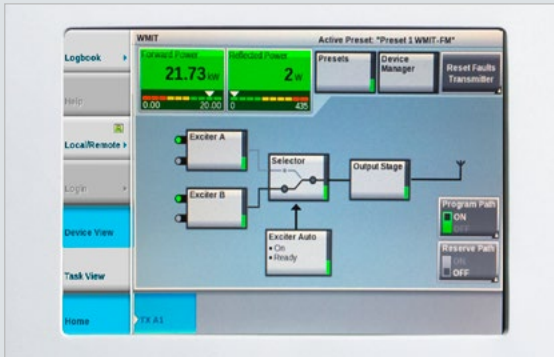 WMIT
Active Preset: "Preset 1 WMIT-FM"
Logbook
Help
Local/Remote
Login
Device View
Task View
Home
Forward Power
21.73 kW
0.00 20.00
Reflected Power
2 W
0 435
Presets
Device
Manager
Reset Faults
Transmitter
Exciter A
Exciter B
Selector
Output Stage
Exciter Auto
• On
• Ready
Program Path
ON
OFF
Reserve Path
ON
OFF
TX A1